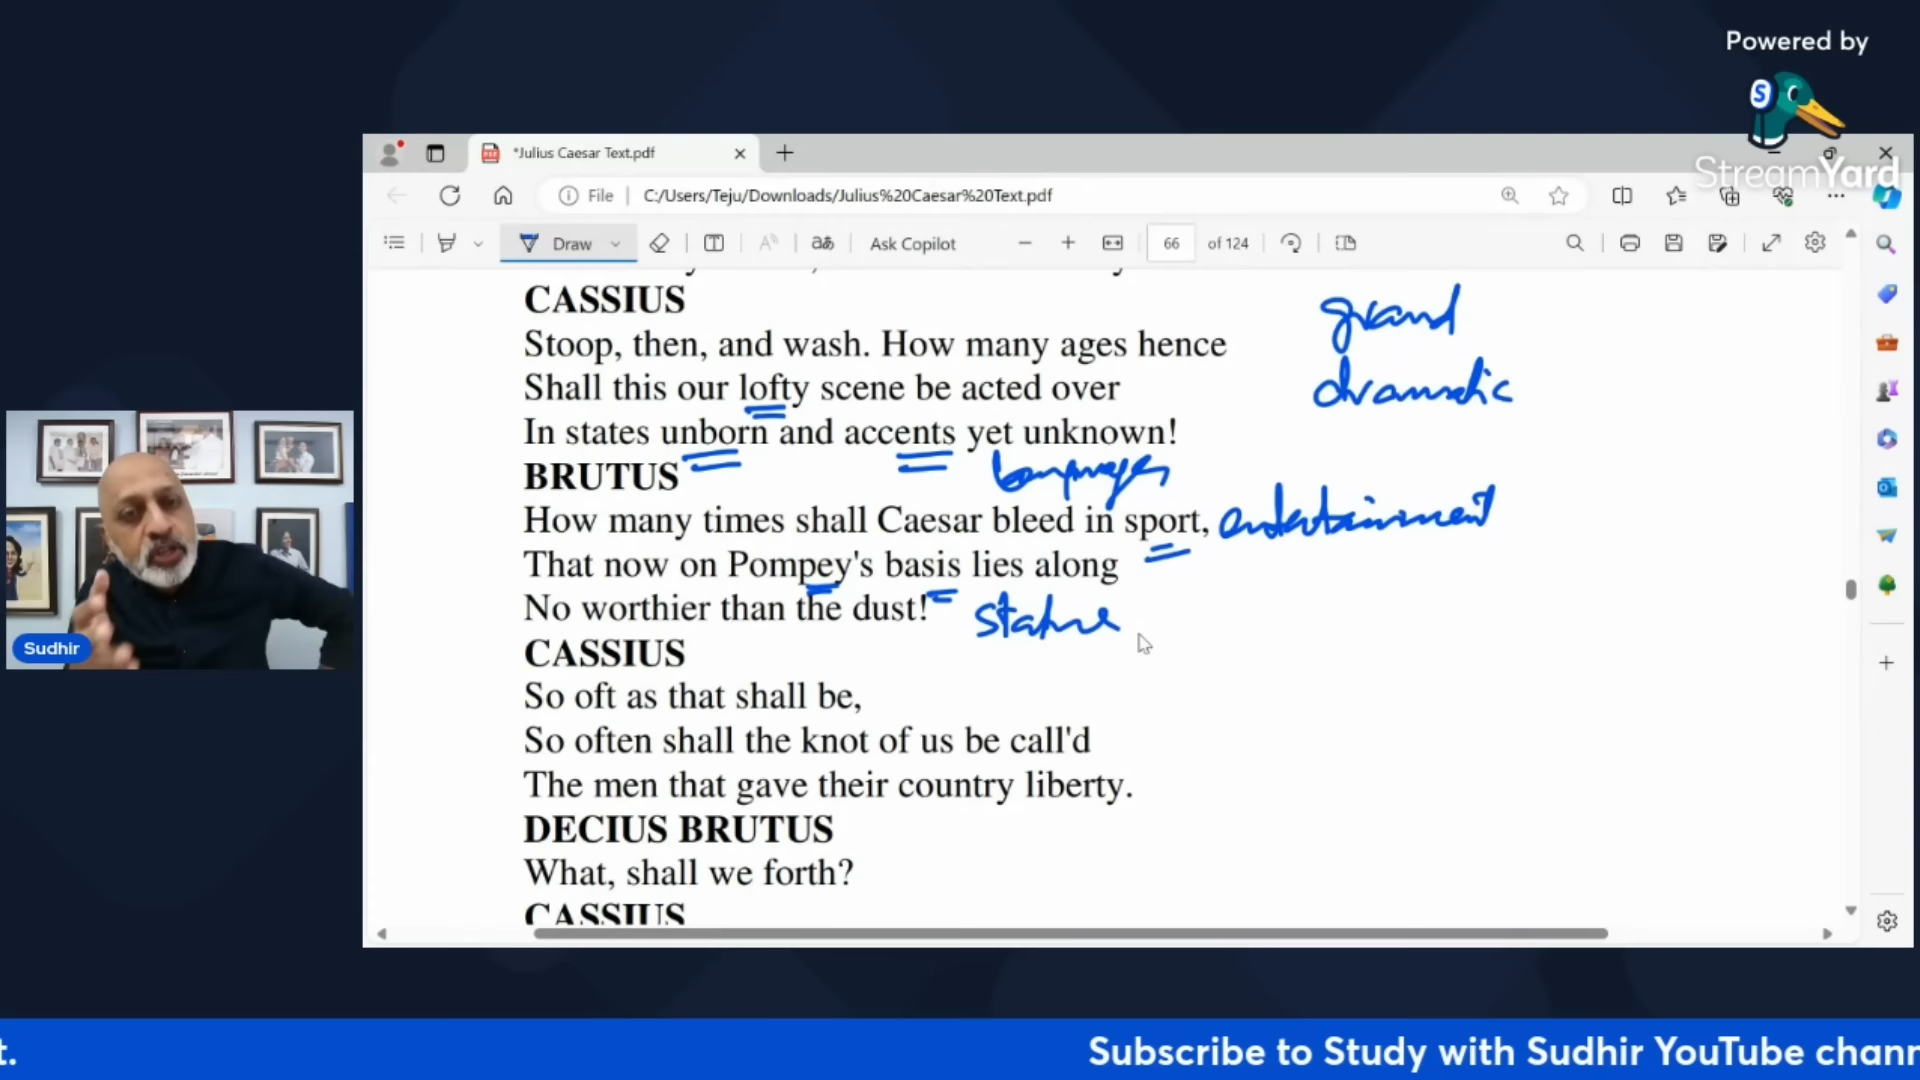 Powered by
S
StreamYard
*Julius Caesar Text.pdf
File
C:/Users/Teju/Downloads/Julius%20Caesar%20Text.pdf
Draw
aあ
Ask Copilot
66 of 124
CASSIUS
Stoop, then, and wash. How many ages hence
Shall this our lofty scene be acted over
In states unborn and accents yet unknown!
grand
dramatic
BRUTUS
languages
How many times shall Caesar bleed in sport, entertainment
That now on Pompey's basis lies along
No worthier than the dust!
statue
CASSIUS
So oft as that shall be,
So often shall the knot of us be call'd
The men that gave their country liberty.
DECIUS BRUTUS
What, shall we forth?
CASSIUS
Sudhir
t.
Subscribe to Study with Sudhir YouTube chann